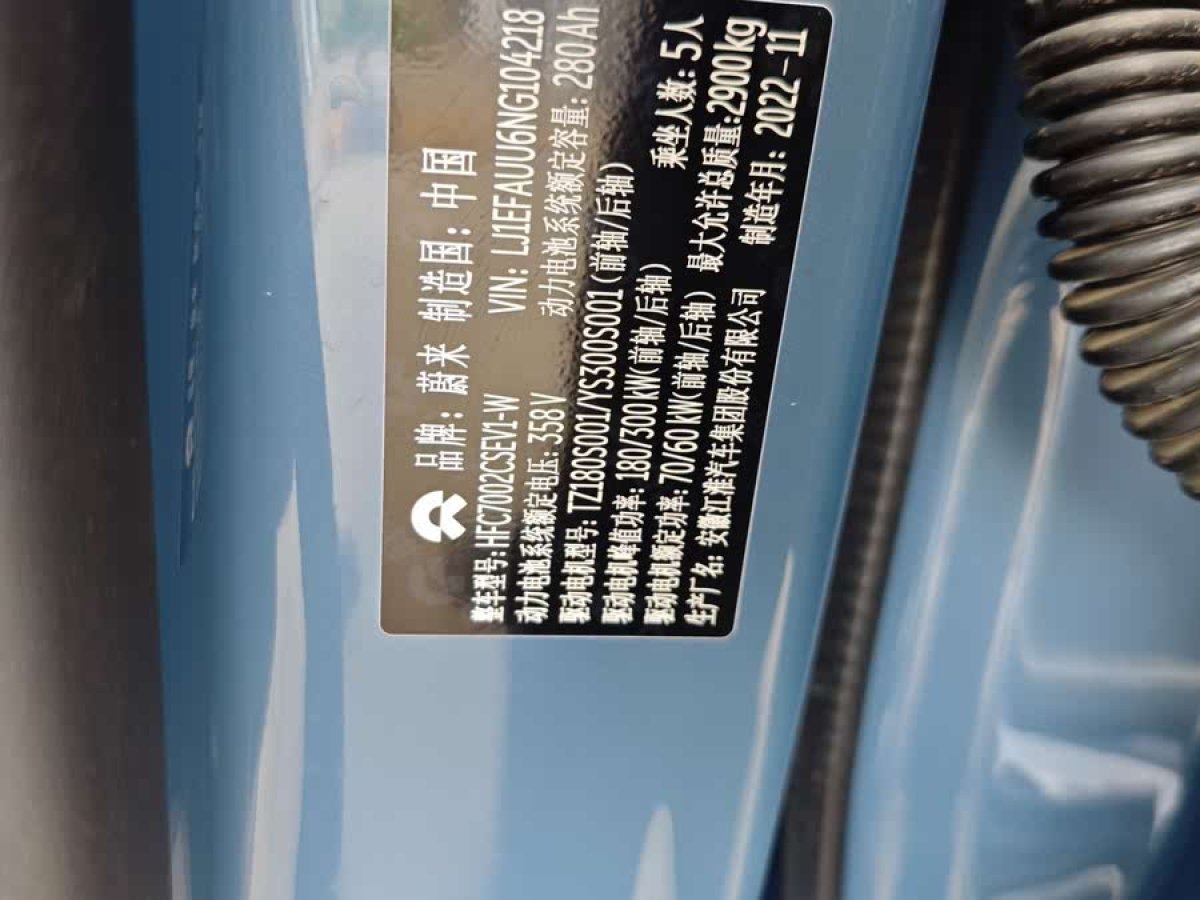 品牌：蔚来 制造国：中国
整车型号：HFC7002CSEV1-W VIN：LJ1EFAUU6NG104218
动力电池系统额定电压：358V 动力电池系统额定容量：280Ah
驱动电机型号：TZ180S001/YS300S001（前轴/后轴）
驱动电机峰值功率：180/300kW（前轴/后轴） 乘坐人数：5人
驱动电机额定功率：70/60kW（前轴/后轴） 最大允许总质量：2900kg
生产厂名：安徽江淮汽车集团股份有限公司 制造年月：2022-11